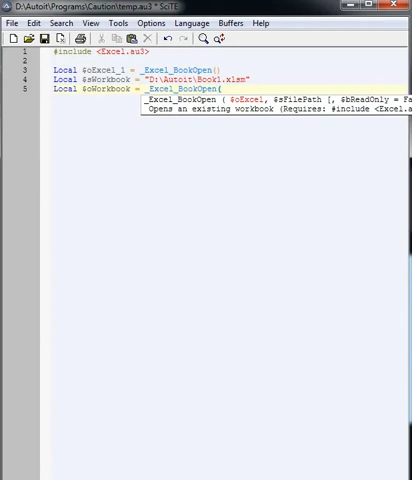 D:\Autoit\Programs\Caution\temp.au3 * SciTE
File Edit Search View Tools Options Language Buffers Help
1 #include <Excel.au3>
2
3 Local $oExcel_1 = _Excel_BookOpen()
4 Local $sWorkbook = "D:\Autoit\Book1.xlsm"
5 Local $oWorkbook = _Excel_BookOpen(
_Excel_BookOpen ( $oExcel, $sFilePath [, $bReadOnly = Fa
Opens an existing workbook (Requires: #include <Excel.a